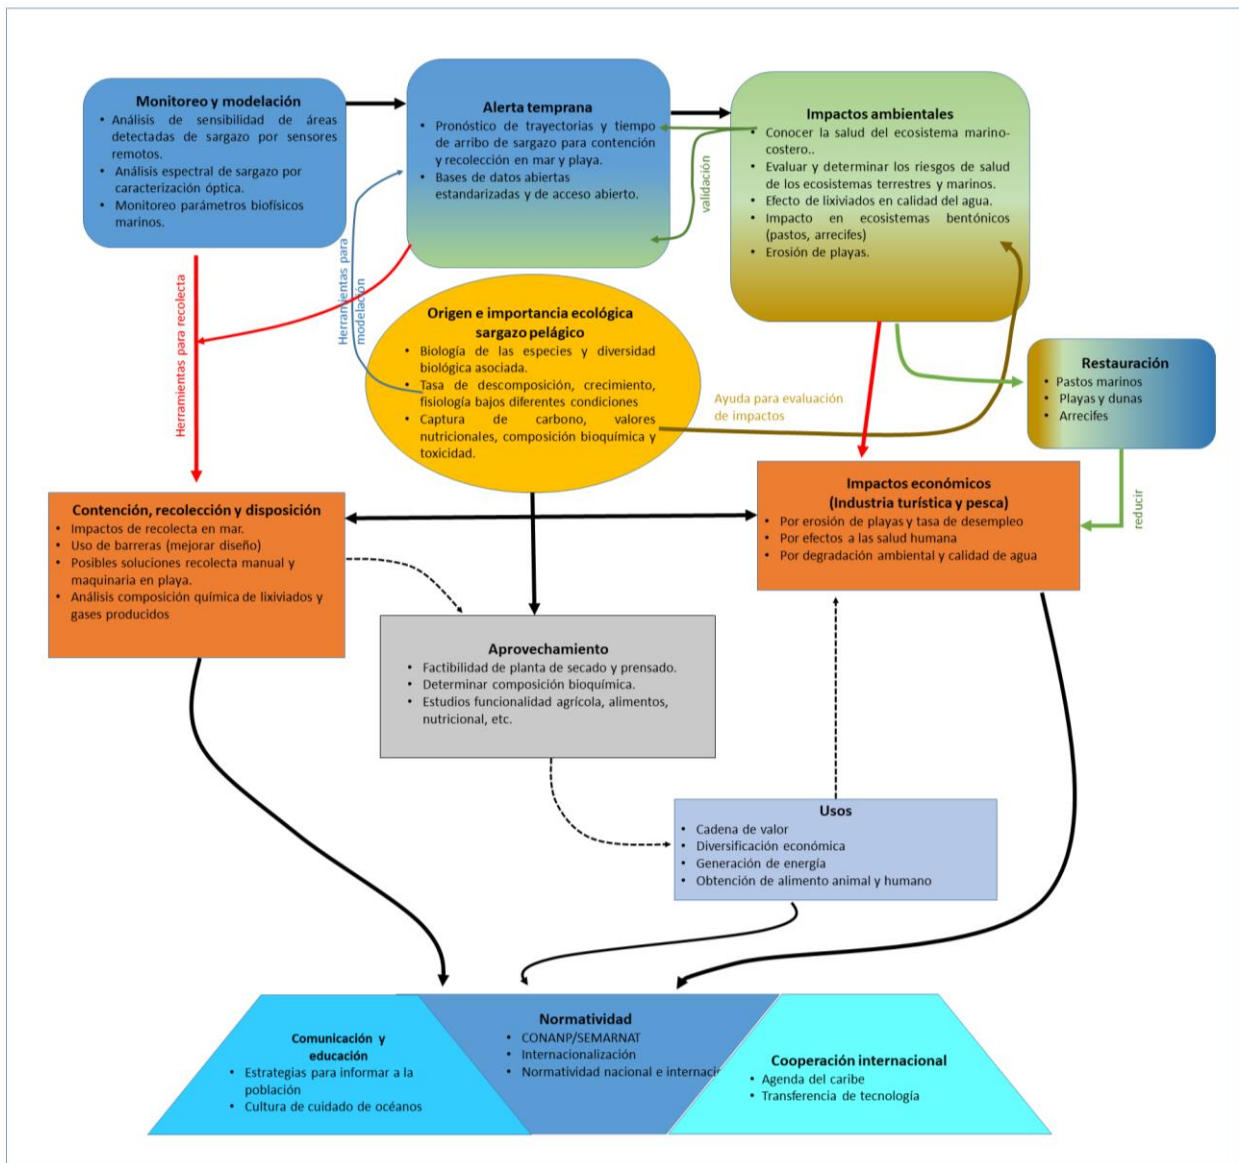 Monitoreo y modelación
• Análisis de sensibilidad de áreas
detectadas de sargazo por sensores
remotos.
• Análisis espectral de sargazo por
caracterización óptica.
• Monitoreo parámetros biofísicos
marinos.
Alerta temprana
• Pronóstico de trayectorias y tiempo
de arribo de sargazo para contención
y recolección en mar y playa.
• Bases de datos abiertas
estandarizadas y de acceso abierto.
validación
Impactos ambientales
• Conocer la salud del ecosistema marino-
costero..
• Evaluar y determinar los riesgos de salud
de los ecosistemas terrestres y marinos.
• Efecto de lixiviados en calidad del agua.
• Impacto en ecosistemas bentónicos
(pastos, arrecifes)
• Erosión de playas.
Herramientas para recolecta
Herramientas para
modelación
Origen e importancia ecológica
sargazo pelágico
• Biología de las especies y diversidad
biológica asociada.
• Tasa de descomposición, crecimiento,
fisiología bajos diferentes condiciones
• Captura de carbono, valores
nutricionales, composición bioquímica y
toxicidad.
Ayuda para evaluación
de impactos
Restauración
• Pastos marinos
• Playas y dunas
• Arrecifes
reducir
Contención, recolección y disposición
• Impactos de recolecta en mar.
• Uso de barreras (mejorar diseño)
• Posibles soluciones recolecta manual y
maquinaria en playa.
• Análisis composición química de lixiviados y
gases producidos
Impactos económicos
(Industria turística y pesca)
• Por erosión de playas y tasa de desempleo
• Por efectos a las salud humana
• Por degradación ambiental y calidad de agua
Aprovechamiento
• Factibilidad de planta de secado y prensado.
• Determinar composición bioquímica.
• Estudios funcionalidad agrícola, alimentos,
nutricional, etc.
Usos
• Cadena de valor
• Diversificación económica
• Generación de energía
• Obtención de alimento animal y humano
Comunicación y
educación
• Estrategias para informar a la
población
• Cultura de cuidado de océanos
Normatividad
• CONANP/SEMARNAT
• Internacionalización
• Normatividad nacional e
Cooperación internacional
• Agenda del caribe
• Transferencia de tecnología